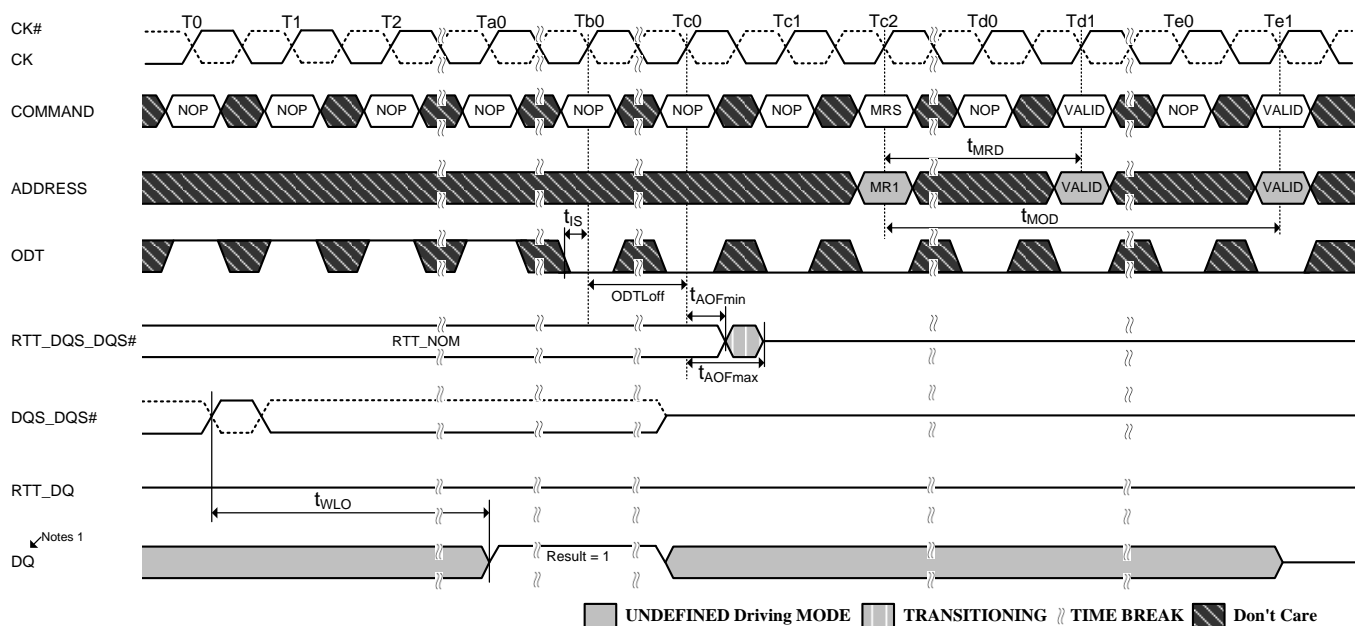 T0 T1 T2 Ta0 Tb0 Tc0 Tc1 Tc2 Td0 Td1 Te0 Te1
CK#
CK
COMMAND NOP NOP NOP NOP NOP NOP NOP MRS NOP VALID NOP VALID
tMRD
ADDRESS MR1 VALID VALID
tIS tMOD
ODT
ODTLoff tAOFmin
RTT_DQS_DQS# RTT_NOM
tAOFmax
DQS_DQS#
RTT_DQ
tWLO
Notes 1
DQ Result = 1
UNDEFINED Driving MODE TRANSITIONING TIME BREAK Don't Care